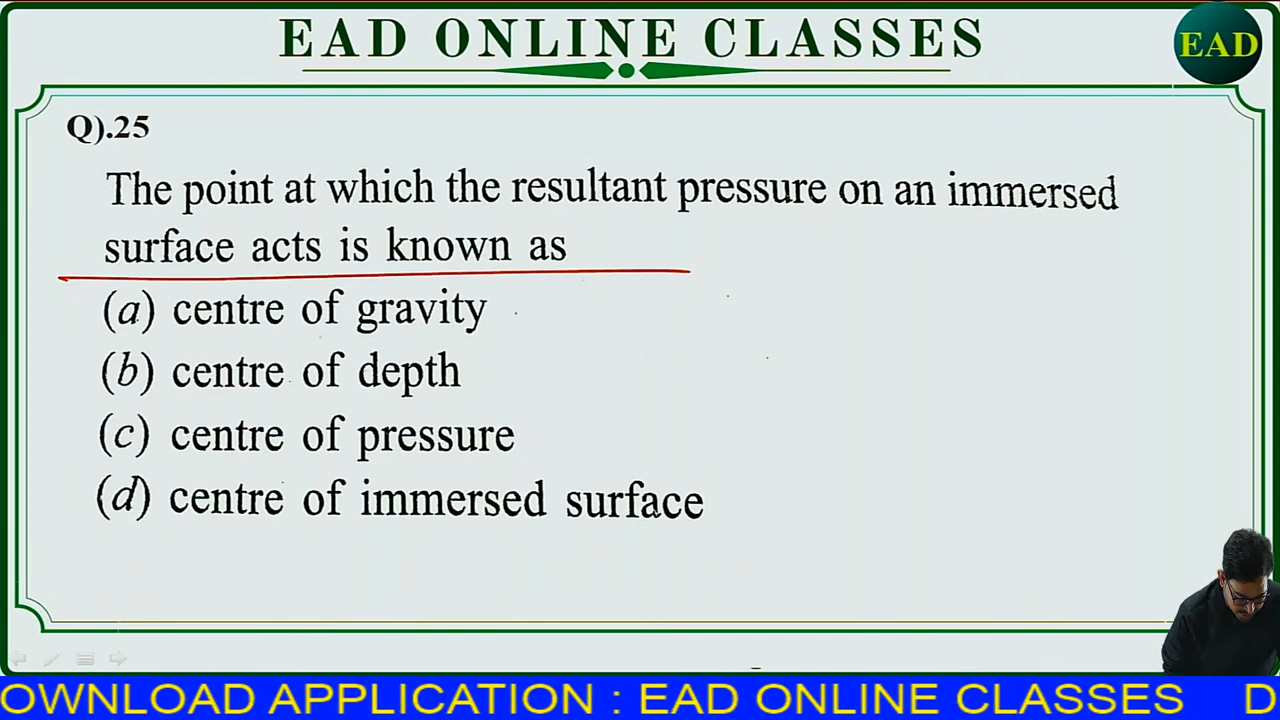 EAD ONLINE CLASSES
EAD
Q).25
The point at which the resultant pressure on an immersed
surface acts is known as
(a) centre of gravity
(b) centre of depth
(c) centre of pressure
(d) centre of immersed surface
OWNLOAD APPLICATION : EAD ONLINE CLASSES D